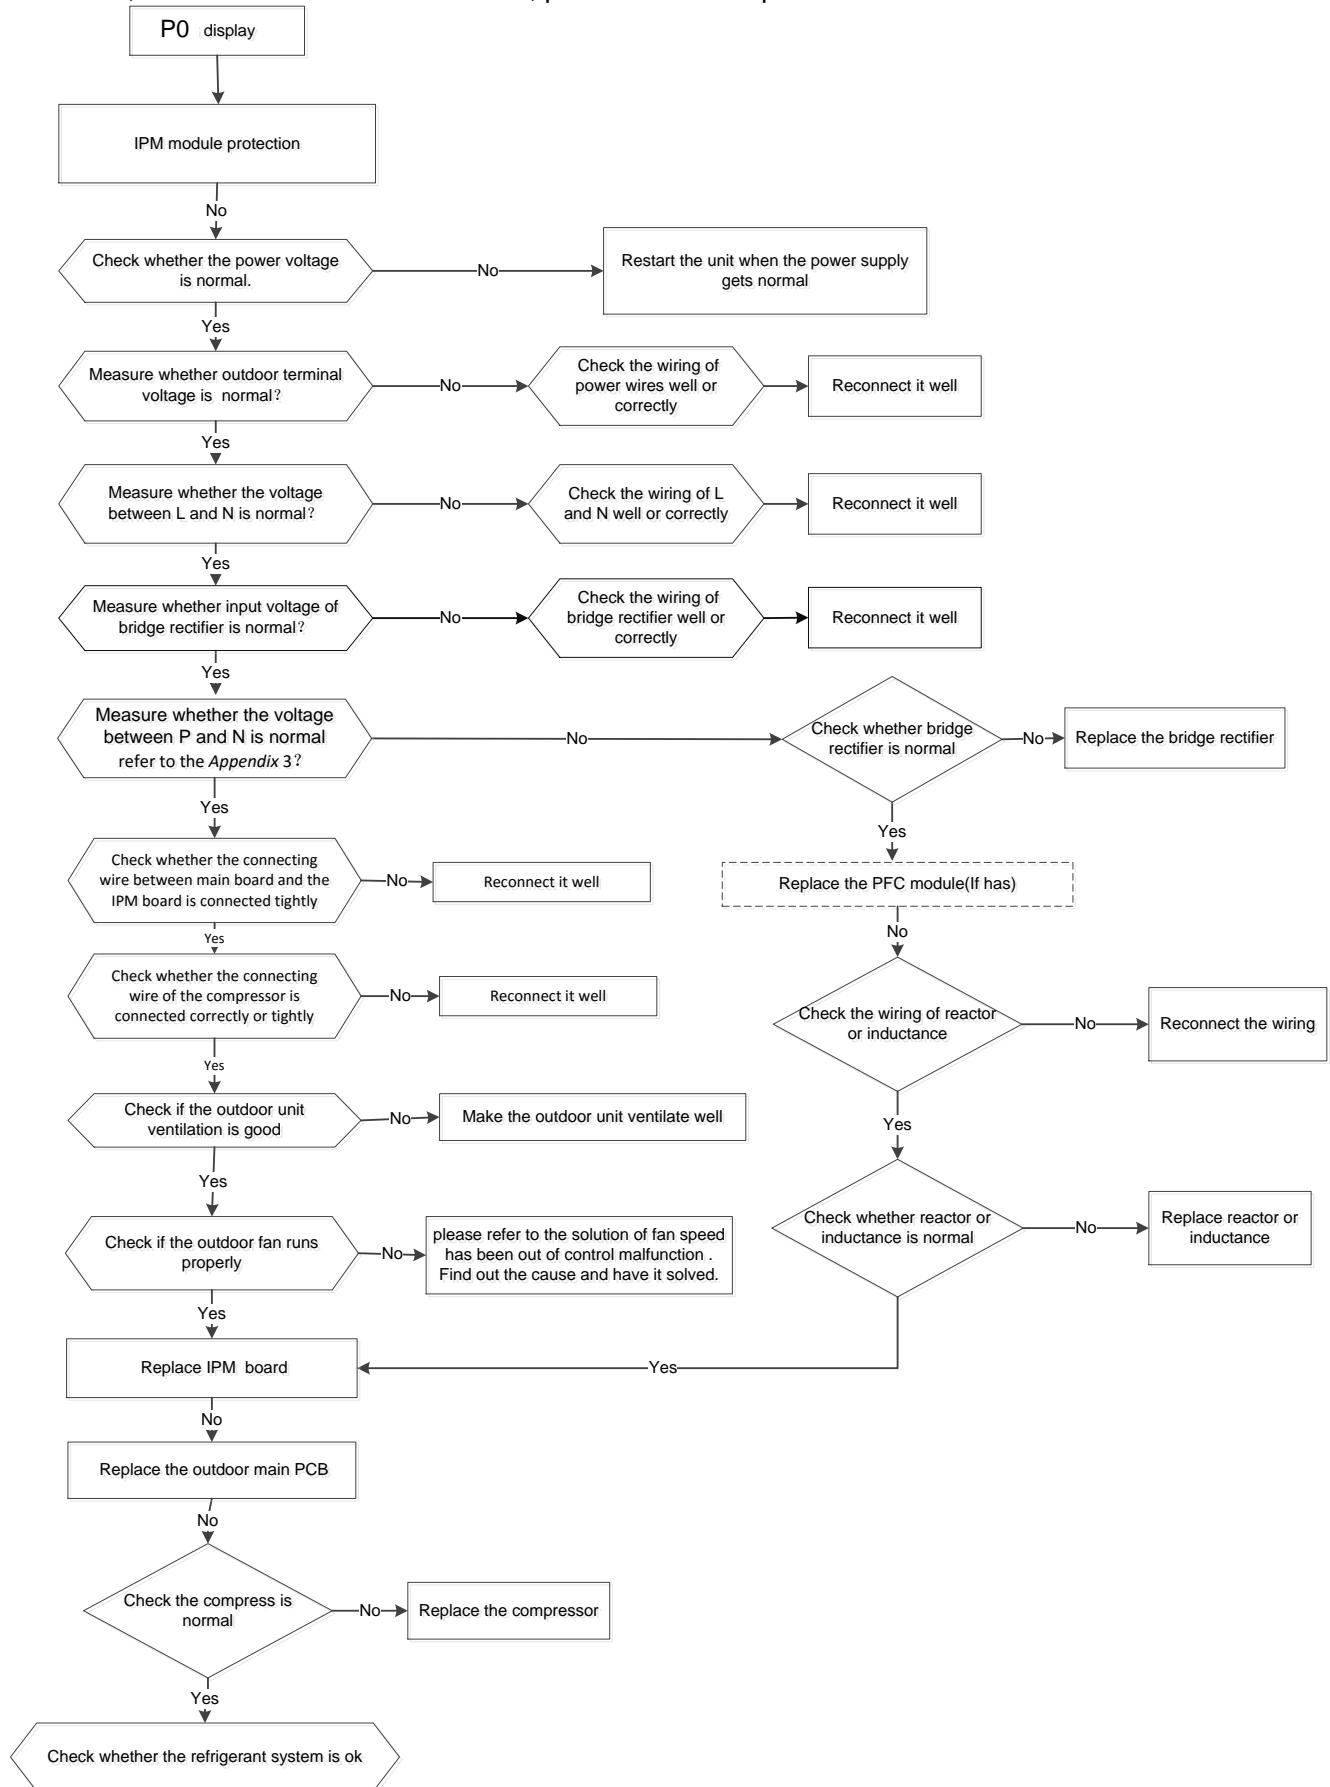 P0 display
IPM module protection
No
Check whether the power voltage
is normal.
No
Restart the unit when the power supply
gets normal
Yes
Measure whether outdoor terminal
voltage is normal?
No
Check the wiring of
power wires well or
correctly
Reconnect it well
Yes
Measure whether the voltage
between L and N is normal?
No
Check the wiring of L
and N well or correctly
Reconnect it well
Yes
Measure whether input voltage of
bridge rectifier is normal?
No
Check the wiring of
bridge rectifier well or
correctly
Reconnect it well
Yes
Measure whether the voltage
between P and N is normal
refer to the Appendix 3?
No
Check whether bridge
rectifier is normal
No
Replace the bridge rectifier
Yes
Yes
Check whether the connecting
wire between main board and the
IPM board is connected tightly
No
Reconnect it well
Replace the PFC module(If has)
Yes
No
Check whether the connecting
wire of the compressor is
connected correctly or tightly
No
Reconnect it well
Check the wiring of reactor
or inductance
No
Reconnect the wiring
Yes
Yes
Check if the outdoor unit
ventilation is good
No
Make the outdoor unit ventilate well
Yes
Check whether reactor or
inductance is normal
No
Replace reactor or
inductance
Check if the outdoor fan runs
properly
No
please refer to the solution of fan speed
has been out of control malfunction .
Find out the cause and have it solved.
Yes
Replace IPM board
Yes
No
Replace the outdoor main PCB
No
Check the compress is
normal
No
Replace the compressor
Yes
Check whether the refrigerant system is ok